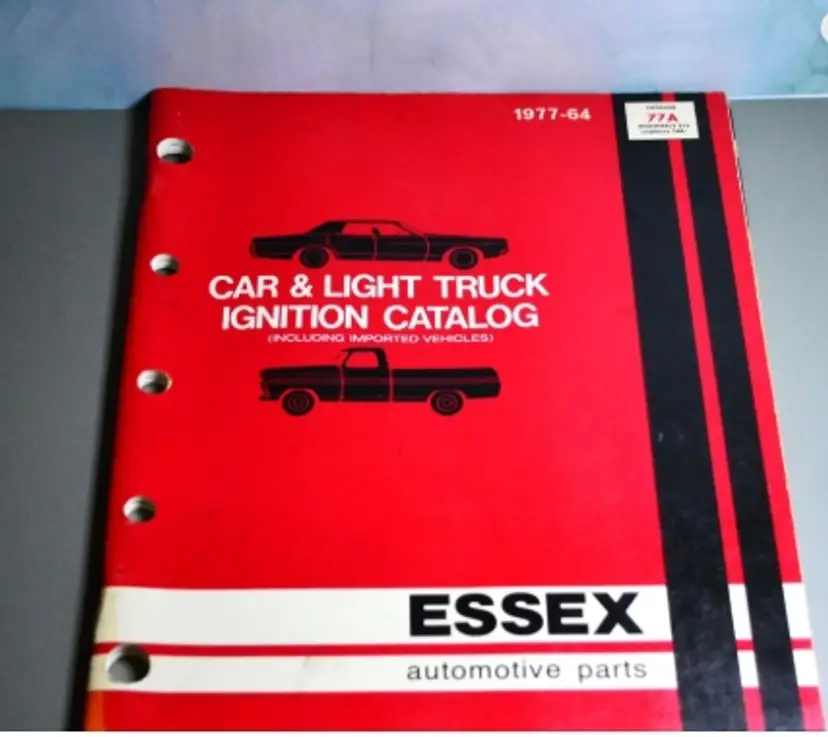 1977-64
77A
CAR & LIGHT TRUCK
IGNITION CATALOG
(INCLUDING IMPORTED VEHICLES)
ESSEX
automotive parts